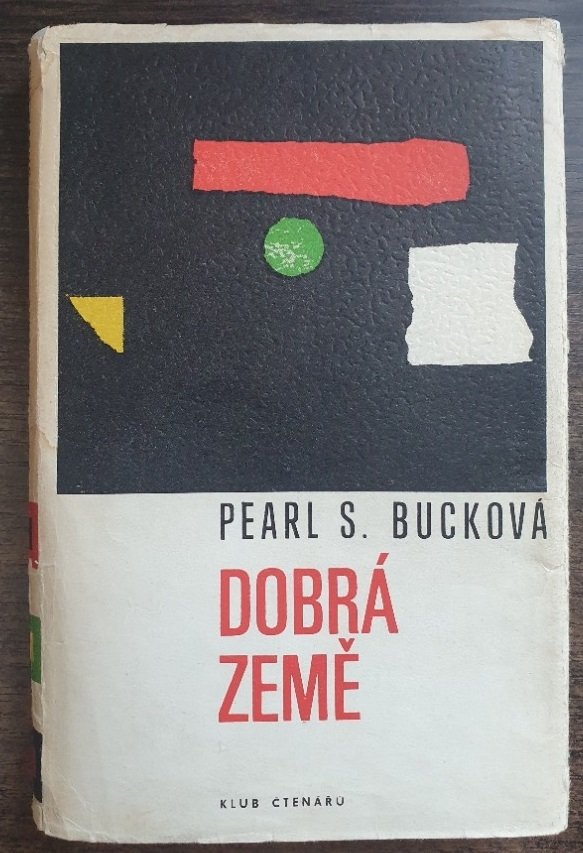 PEARL S. BUCKOVÁ
DOBRÁ
ZEMĚ
KLUB ČTENÁŘŮ